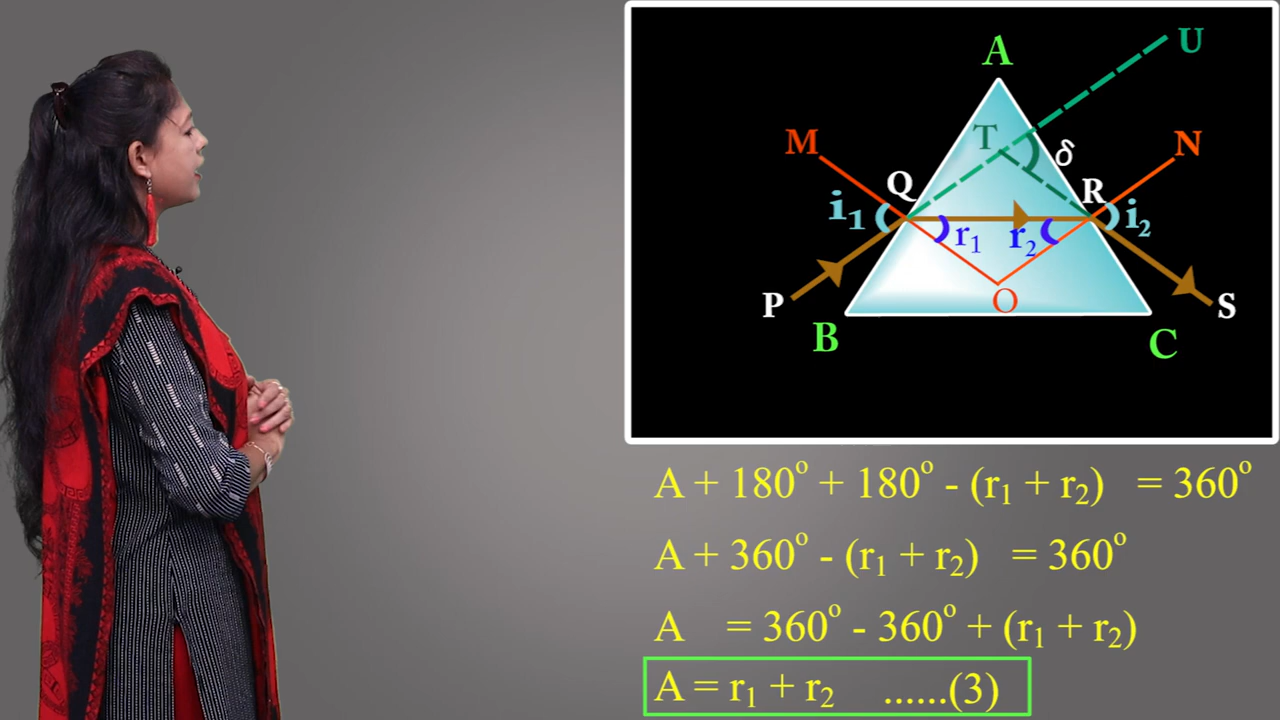 A
U
T
δ
M
N
Q
R
i₁
i₂
r₁
r₂
P
O
S
B
C
A + 180° + 180° - (r₁ + r₂) = 360°
A + 360° - (r₁ + r₂) = 360°
A = 360° - 360° + (r₁ + r₂)
A = r₁ + r₂ ......(3)